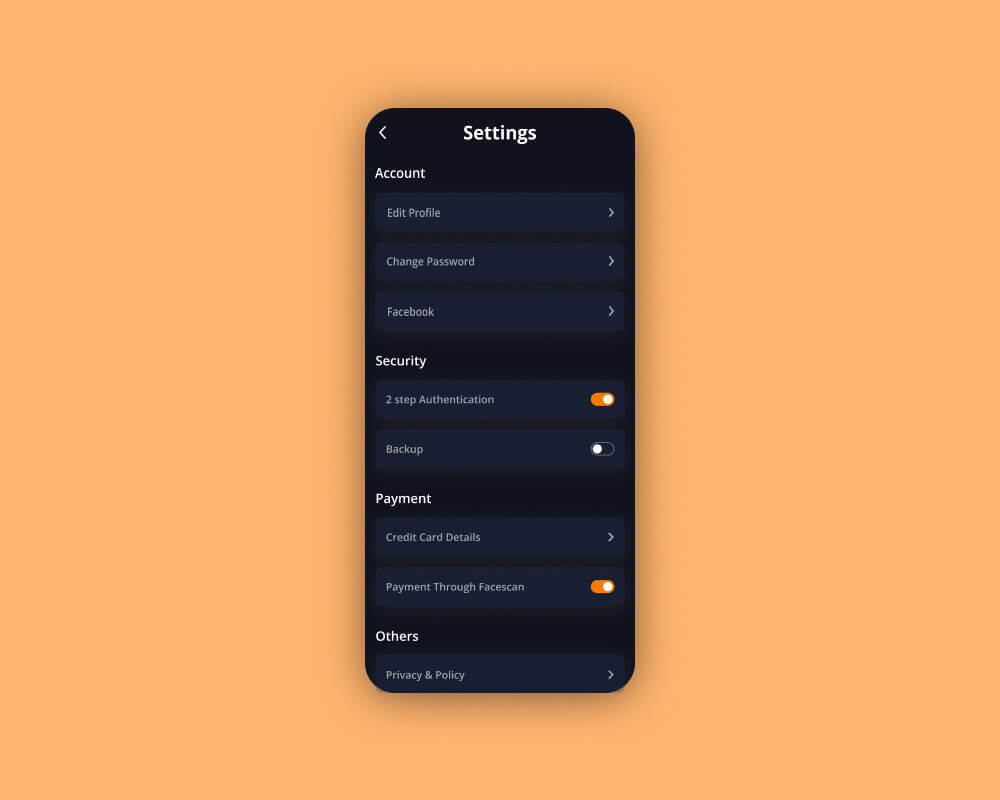 Settings
Account
Edit Profile
Change Password
Facebook
Security
2 step Authentication
Backup
Payment
Credit Card Details
Payment Through Facescan
Others
Privacy & Policy